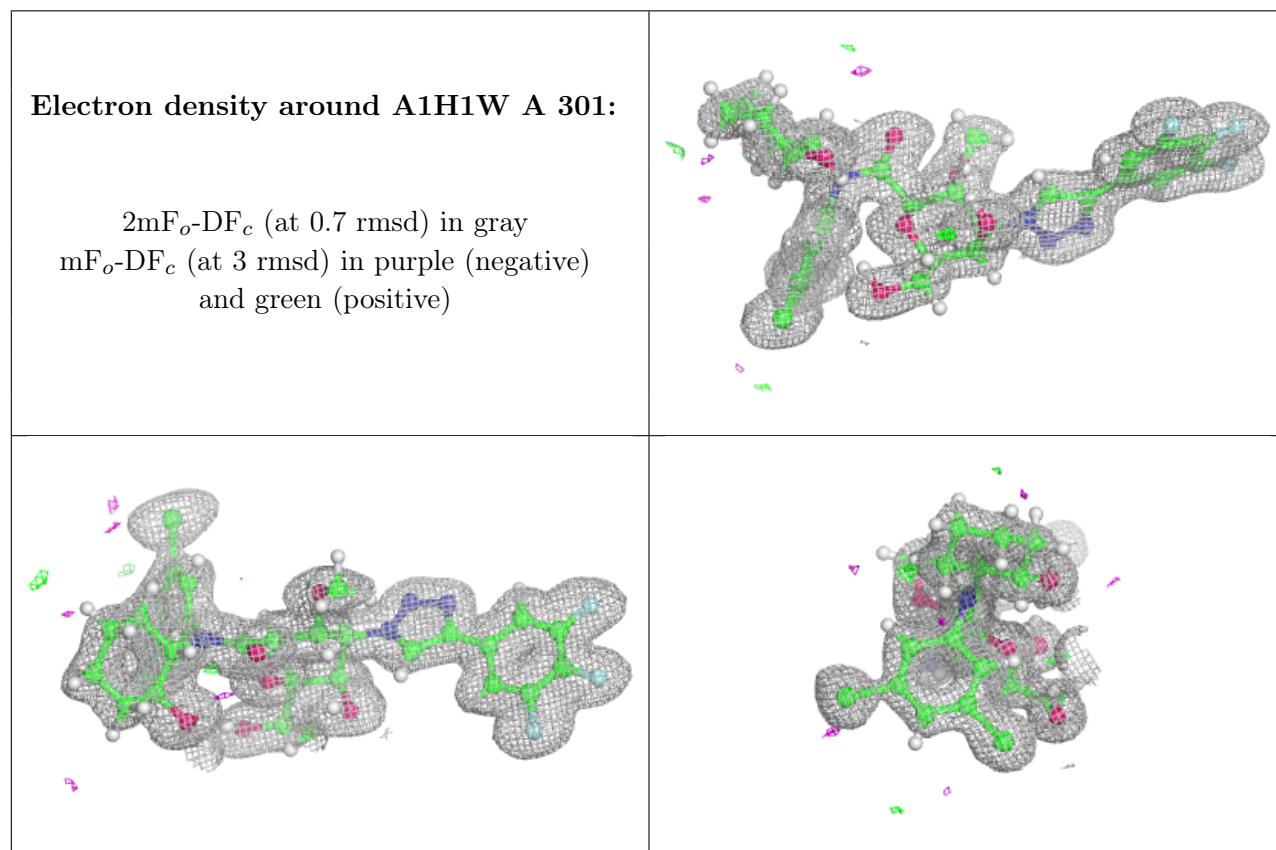 Electron density around A1H1W A 301:
2mFo-DFc (at 0.7 rmsd) in gray
mFo-DFc (at 3 rmsd) in purple (negative)
and green (positive)